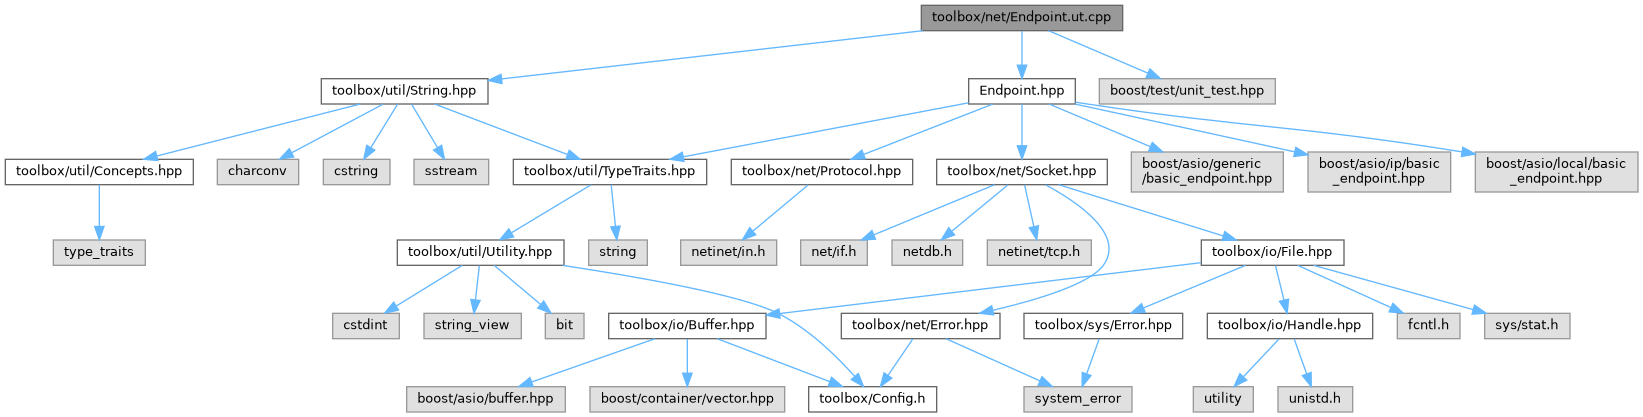 toolbox/net/Endpoint.ut.cpp
toolbox/util/String.hpp
Endpoint.hpp
boost/test/unit_test.hpp
toolbox/util/Concepts.hpp
charconv
cstring
sstream
toolbox/util/TypeTraits.hpp
toolbox/net/Protocol.hpp
toolbox/net/Socket.hpp
boost/asio/generic
/basic_endpoint.hpp
boost/asio/ip/basic
_endpoint.hpp
boost/asio/local/basic
_endpoint.hpp
type_traits
toolbox/util/Utility.hpp
string
netinet/in.h
net/if.h
netdb.h
netinet/tcp.h
toolbox/io/File.hpp
cstdint
string_view
bit
toolbox/io/Buffer.hpp
toolbox/net/Error.hpp
toolbox/sys/Error.hpp
toolbox/io/Handle.hpp
fcntl.h
sys/stat.h
boost/asio/buffer.hpp
boost/container/vector.hpp
toolbox/Config.h
system_error
utility
unistd.h